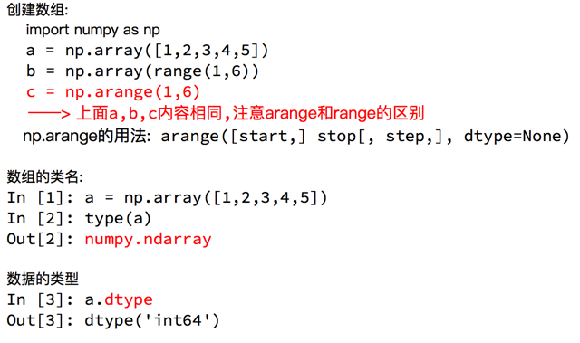 创建数组:
import numpy as np
a = np.array([1,2,3,4,5])
b = np.array(range(1,6))
c = np.arange(1,6)
——> 上面a,b,c内容相同,注意arange和range的区别
np.arange的用法: arange([start,] stop[, step,], dtype=None)
数组的类名:
In [1]: a = np.array([1,2,3,4,5])
In [2]: type(a)
Out[2]: numpy.ndarray
数据的类型
In [3]: a.dtype
Out[3]: dtype('int64')